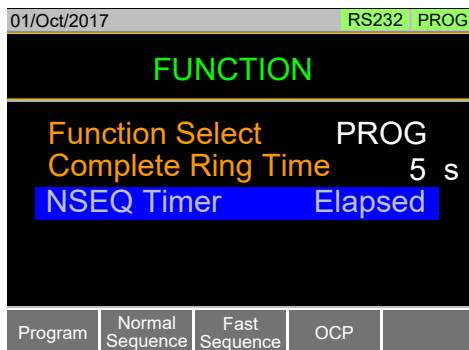 01/Oct/2017 RS232 PROG
FUNCTION
Function Select PROG
Complete Ring Time 5 s
NSEQ Timer Elapsed
Program Normal Sequence Fast Sequence OCP